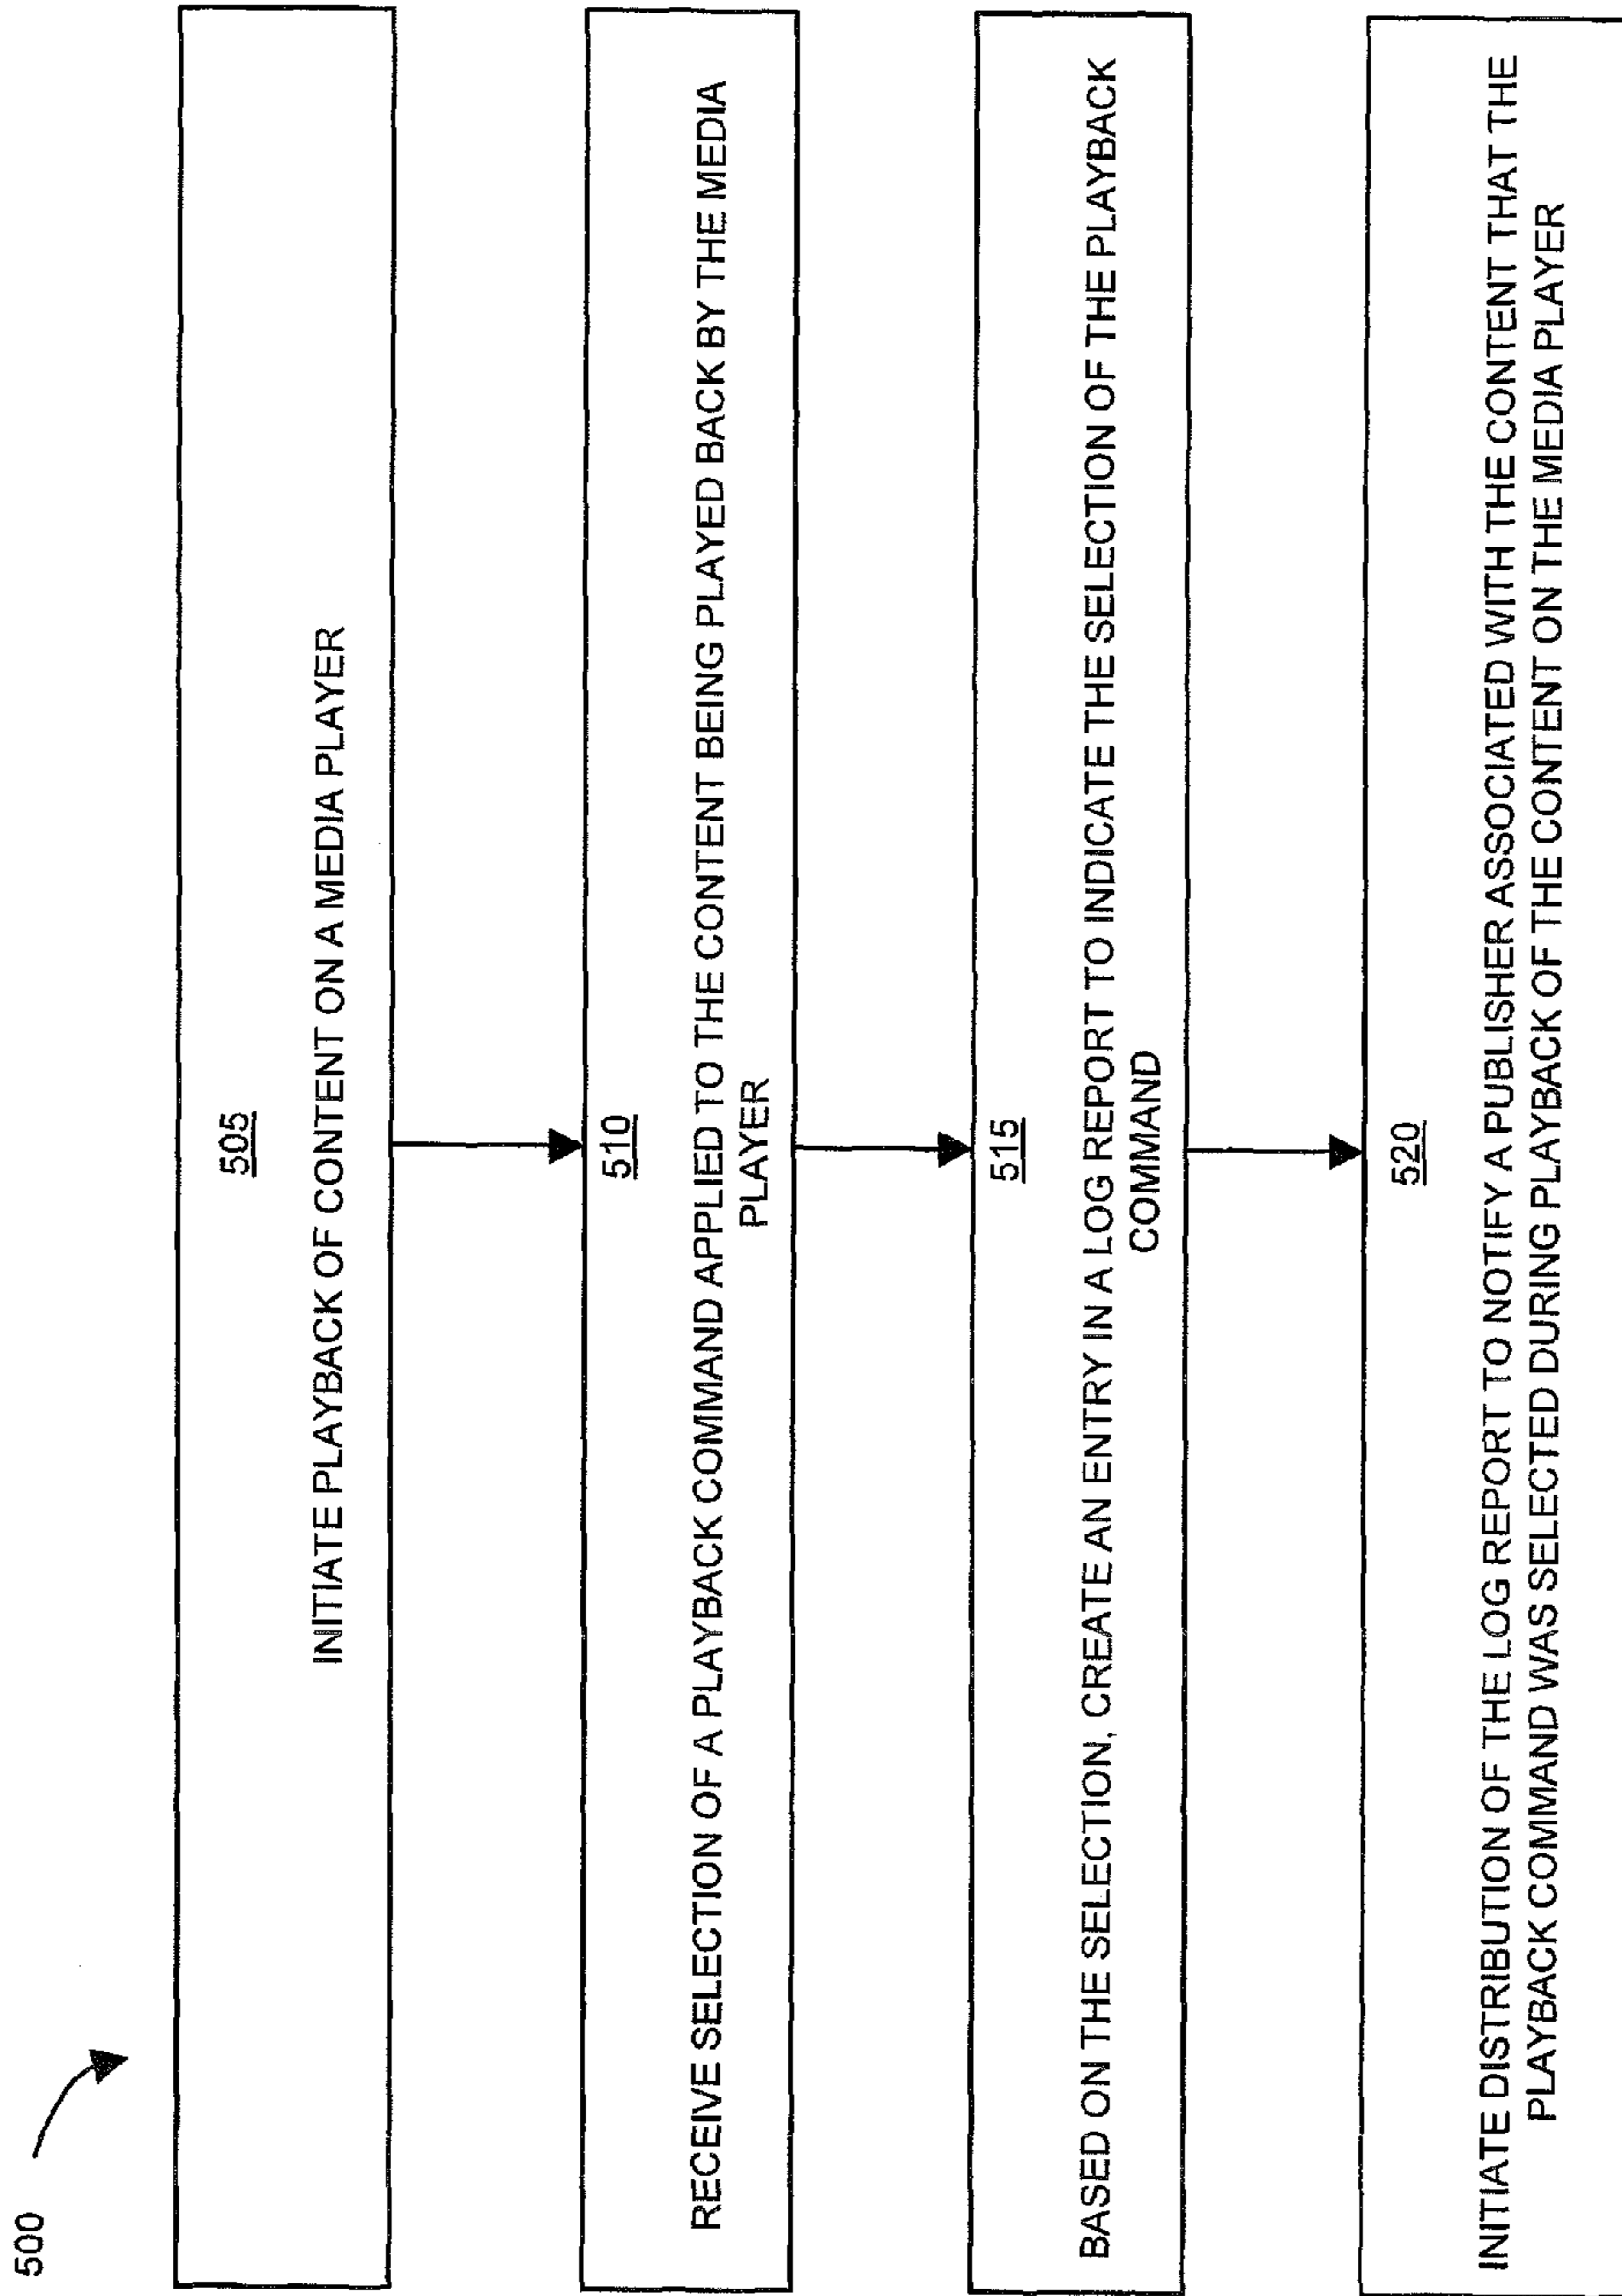 500
505
INITIATE PLAYBACK OF CONTENT ON A MEDIA PLAYER
510
RECEIVE SELECTION OF A PLAYBACK COMMAND APPLIED TO THE CONTENT BEING PLAYED BACK BY THE MEDIA
PLAYER
515
BASED ON THE SELECTION, CREATE AN ENTRY IN A LOG REPORT TO INDICATE THE SELECTION OF THE PLAYBACK
COMMAND
520
INITIATE DISTRIBUTION OF THE LOG REPORT TO NOTIFY A PUBLISHER ASSOCIATED WITH THE CONTENT THAT THE
PLAYBACK COMMAND WAS SELECTED DURING PLAYBACK OF THE CONTENT ON THE MEDIA PLAYER